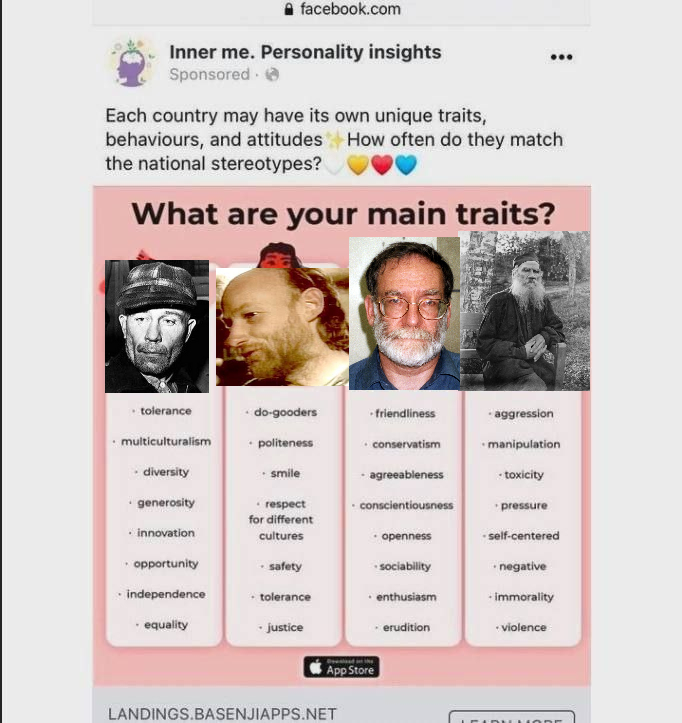 facebook.com
Inner me. Personality insights
Sponsored ·
Each country may have its own unique traits,
behaviours, and attitudes✨How often do they match
the national stereotypes?🤍💛❤️💙
What are your main traits?
· tolerance
· multiculturalism
· diversity
· generosity
· innovation
· opportunity
· independence
· equality
· do-gooders
· politeness
· smile
· respect
for different
cultures
· safety
· tolerance
· justice
· friendliness
· conservatism
· agreeableness
· conscientiousness
· openness
· sociability
· enthusiasm
· erudition
· aggression
· manipulation
· toxicity
· pressure
· self-centered
· negative
· immorality
· violence
Download on the
App Store
LANDINGS.BASENJIAPPS.NET
LEARN MORE